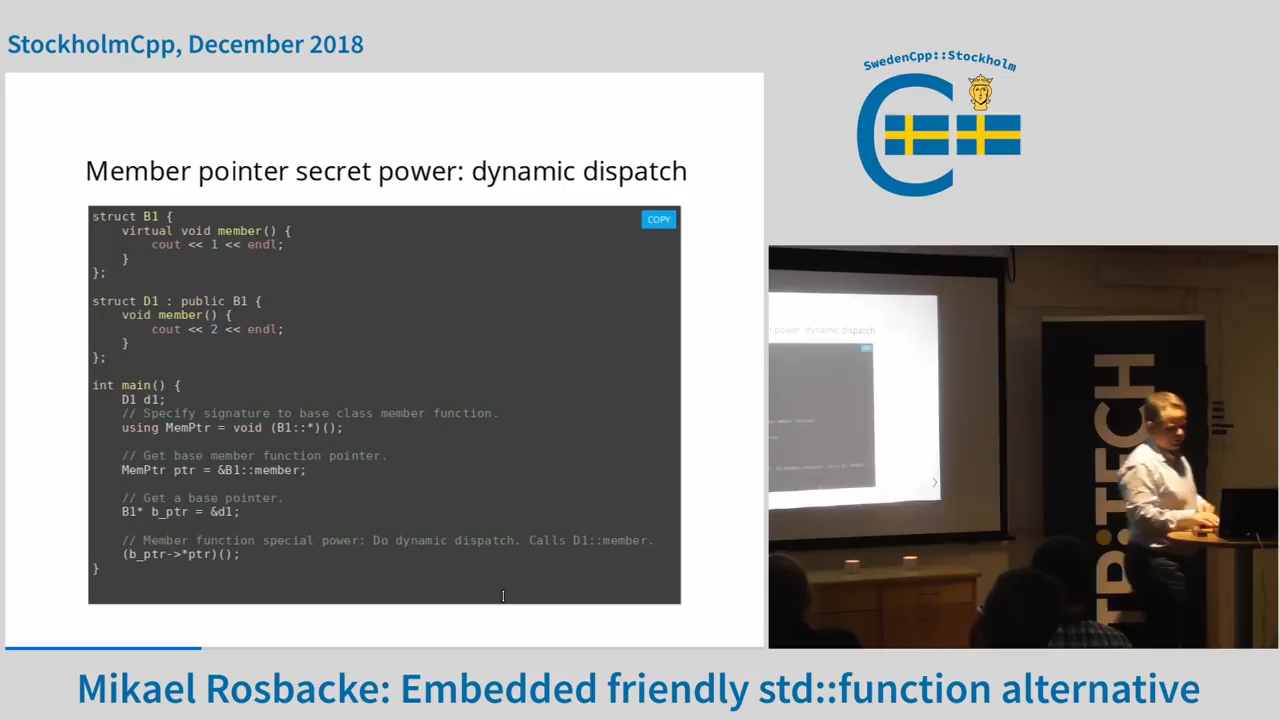 StockholmCpp, December 2018
SwedenCpp::Stockholm
Member pointer secret power: dynamic dispatch
COPY
struct B1 {
    virtual void member() {
        cout << 1 << endl;
    }
};
struct D1 : public B1 {
    void member() {
        cout << 2 << endl;
    }
};
int main() {
    D1 d1;
    // Specify signature to base class member function.
    using MemPtr = void (B1::*)();
    // Get base member function pointer.
    MemPtr ptr = &B1::member;
    // Get a base pointer.
    B1* b_ptr = &d1;
    // Member function special power: Do dynamic dispatch. Calls D1::member.
    (b_ptr->*ptr)();
}
power: dynamic dispatch
TECH
Mikael Rosbacke: Embedded friendly std::function alternative